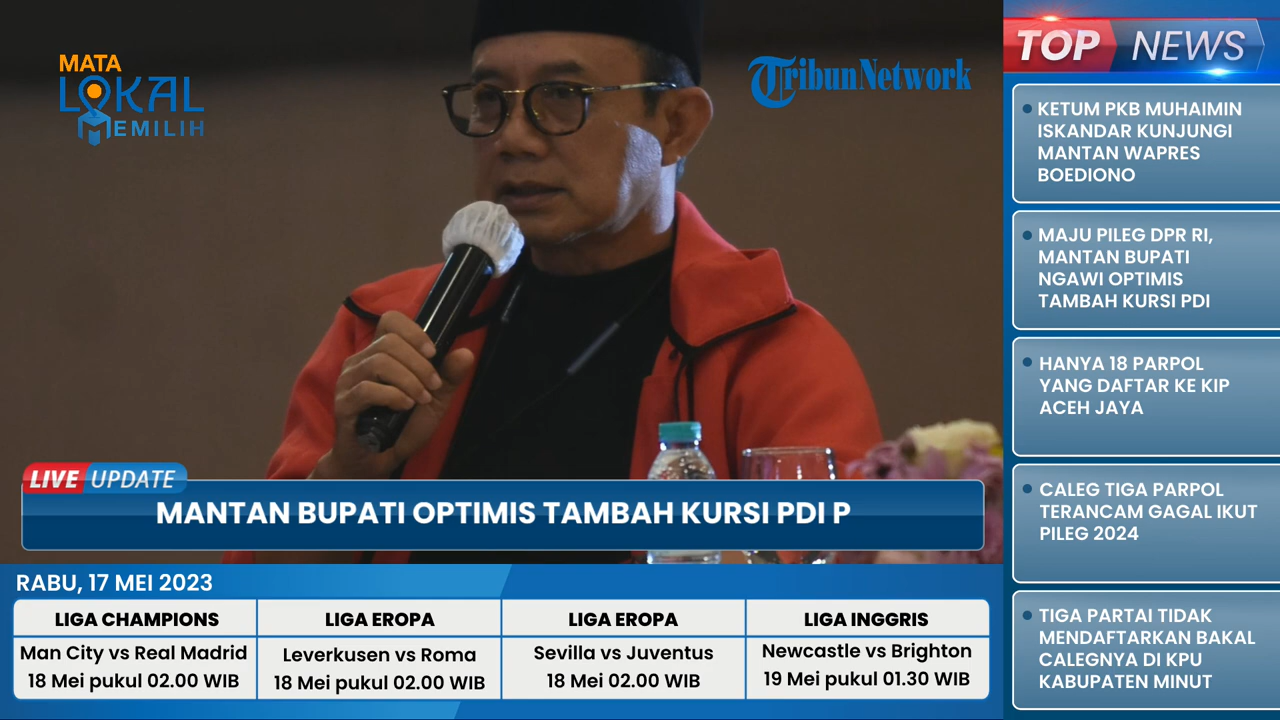 MATA
LOKAL
MEMILIH
TribunNetwork
LIVE UPDATE
MANTAN BUPATI OPTIMIS TAMBAH KURSI PDI P
RABU, 17 MEI 2023
LIGA CHAMPIONS
Man City vs Real Madrid
18 Mei pukul 02.00 WIB
LIGA EROPA
Leverkusen vs Roma
18 Mei pukul 02.00 WIB
LIGA EROPA
Sevilla vs Juventus
18 Mei 02.00 WIB
LIGA INGGRIS
Newcastle vs Brighton
19 Mei pukul 01.30 WIB
TOP NEWS
KETUM PKB MUHAIMIN
ISKANDAR KUNJUNGI
MANTAN WAPRES
BOEDIONO
MAJU PILEG DPR RI,
MANTAN BUPATI
NGAWI OPTIMIS
TAMBAH KURSI PDI
HANYA 18 PARPOL
YANG DAFTAR KE KIP
ACEH JAYA
CALEG TIGA PARPOL
TERANCAM GAGAL IKUT
PILEG 2024
TIGA PARTAI TIDAK
MENDAFTARKAN BAKAL
CALEGNYA DI KPU
KABUPATEN MINUT